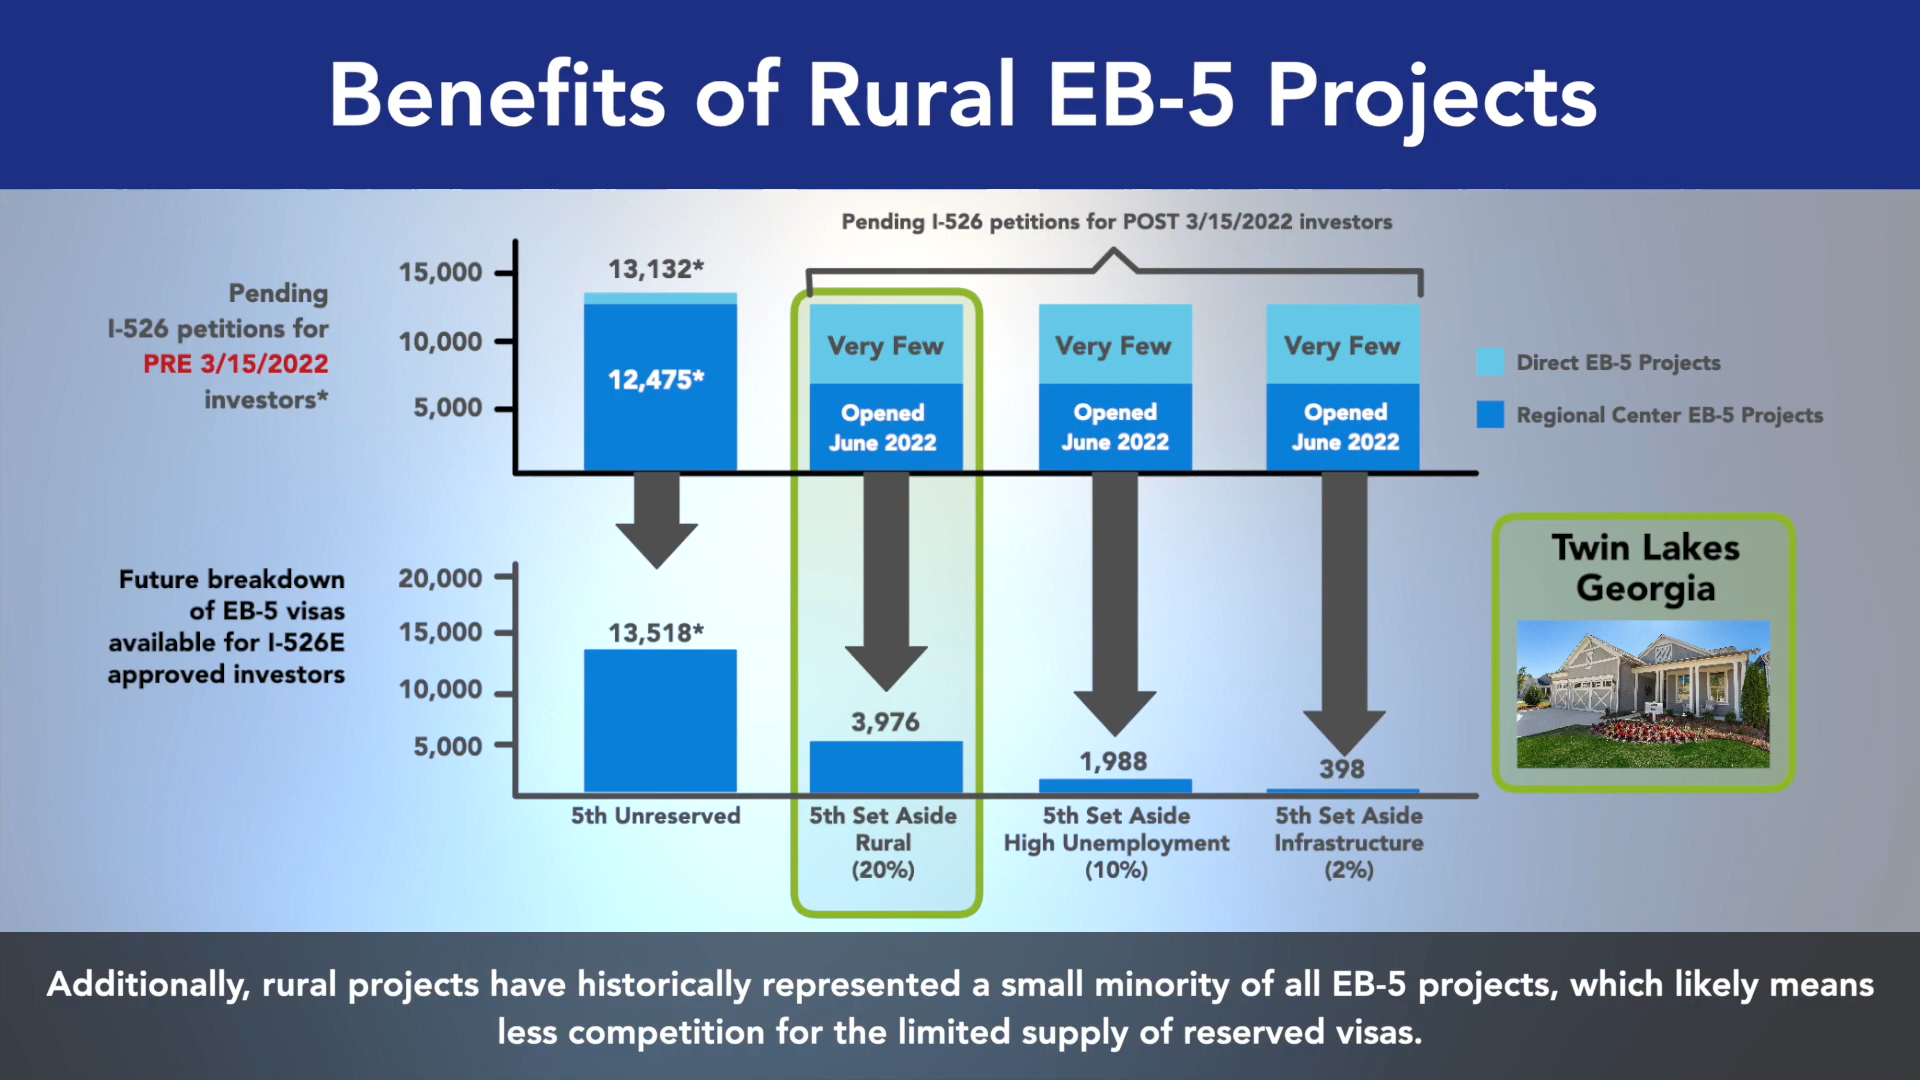 Benefits of Rural EB-5 Projects
Pending I-526 petitions for POST 3/15/2022 investors
Pending
I-526 petitions for
PRE 3/15/2022
investors*
15,000
10,000
5,000
13,132*
12,475*
Very Few
Opened
June 2022
Very Few
Opened
June 2022
Very Few
Opened
June 2022
Direct EB-5 Projects
Regional Center EB-5 Projects
Future breakdown
of EB-5 visas
available for I-526E
approved investors
20,000
15,000
10,000
5,000
13,518*
3,976
1,988
398
5th Unreserved
5th Set Aside
Rural
(20%)
5th Set Aside
High Unemployment
(10%)
5th Set Aside
Infrastructure
(2%)
Twin Lakes
Georgia
Additionally, rural projects have historically represented a small minority of all EB-5 projects, which likely means
less competition for the limited supply of reserved visas.